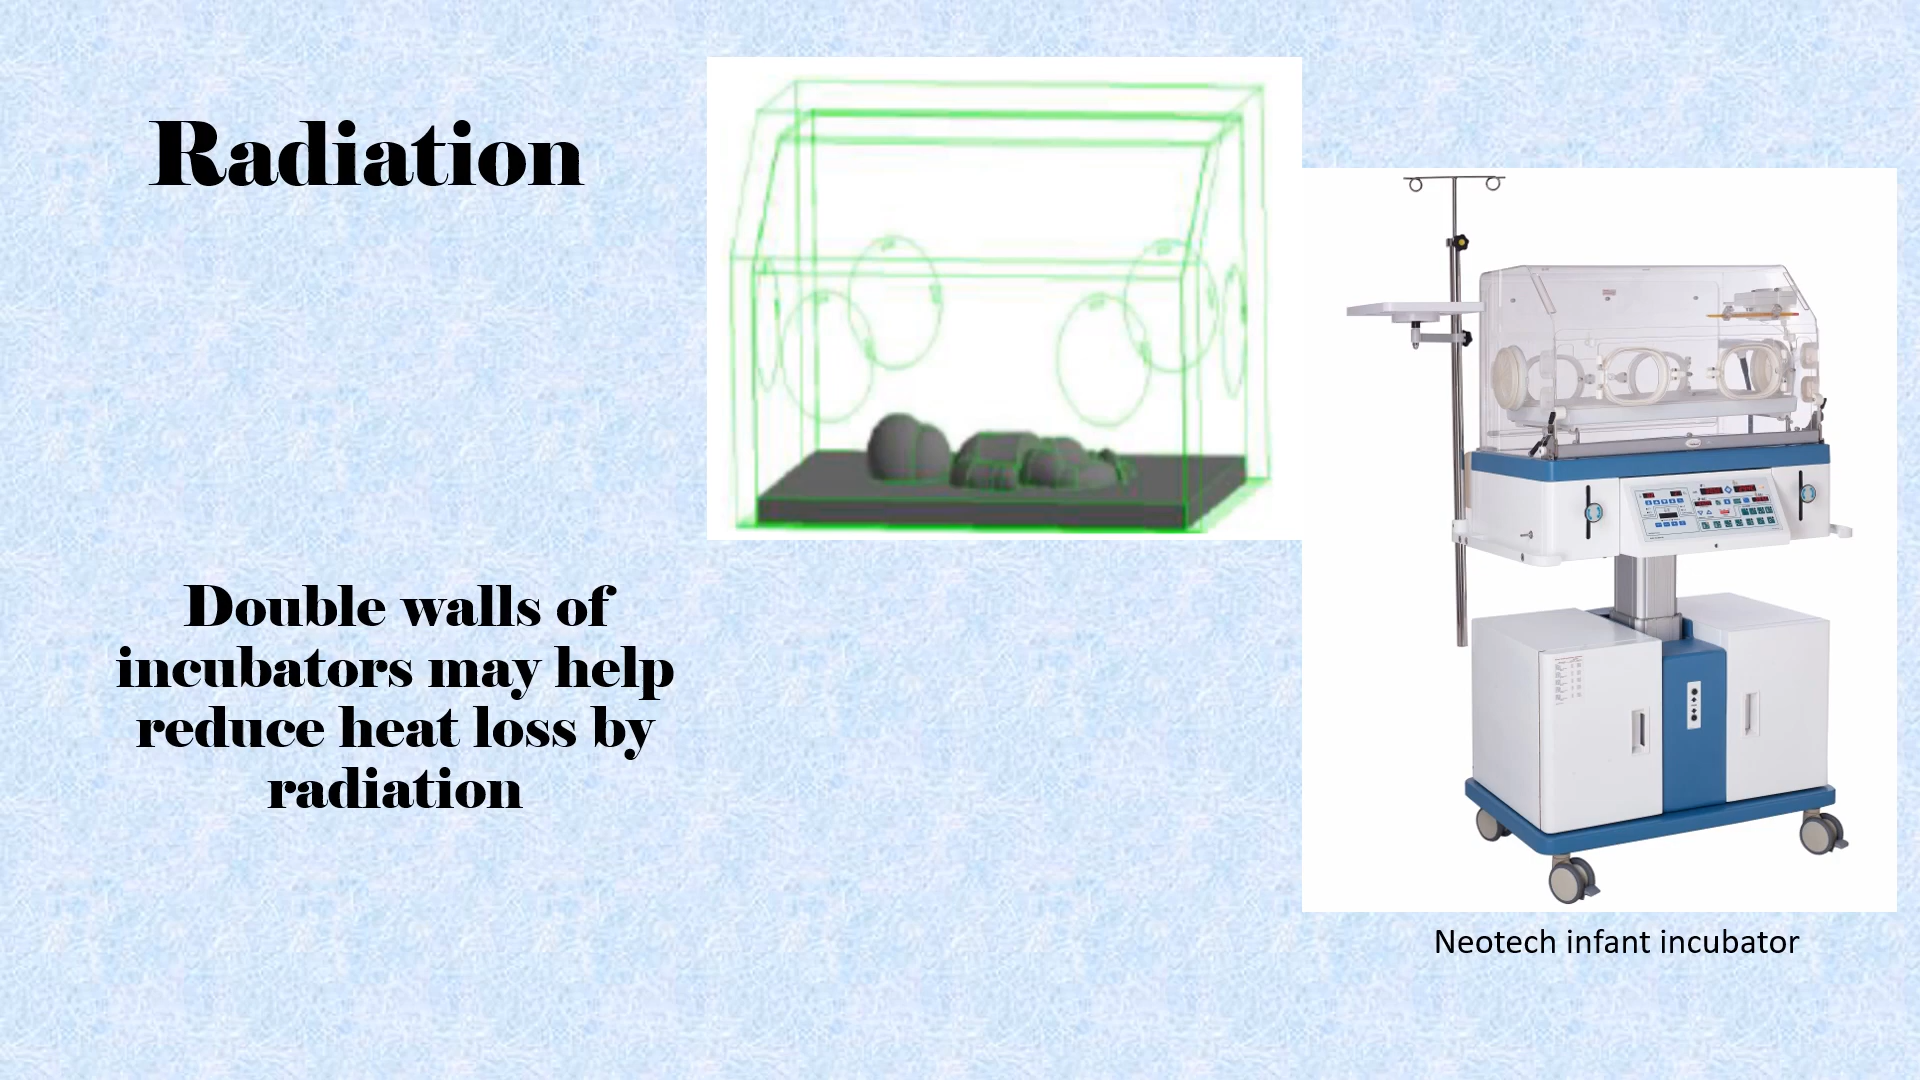 Radiation
Double walls of
incubators may help
reduce heat loss by
radiation
Neotech infant incubator